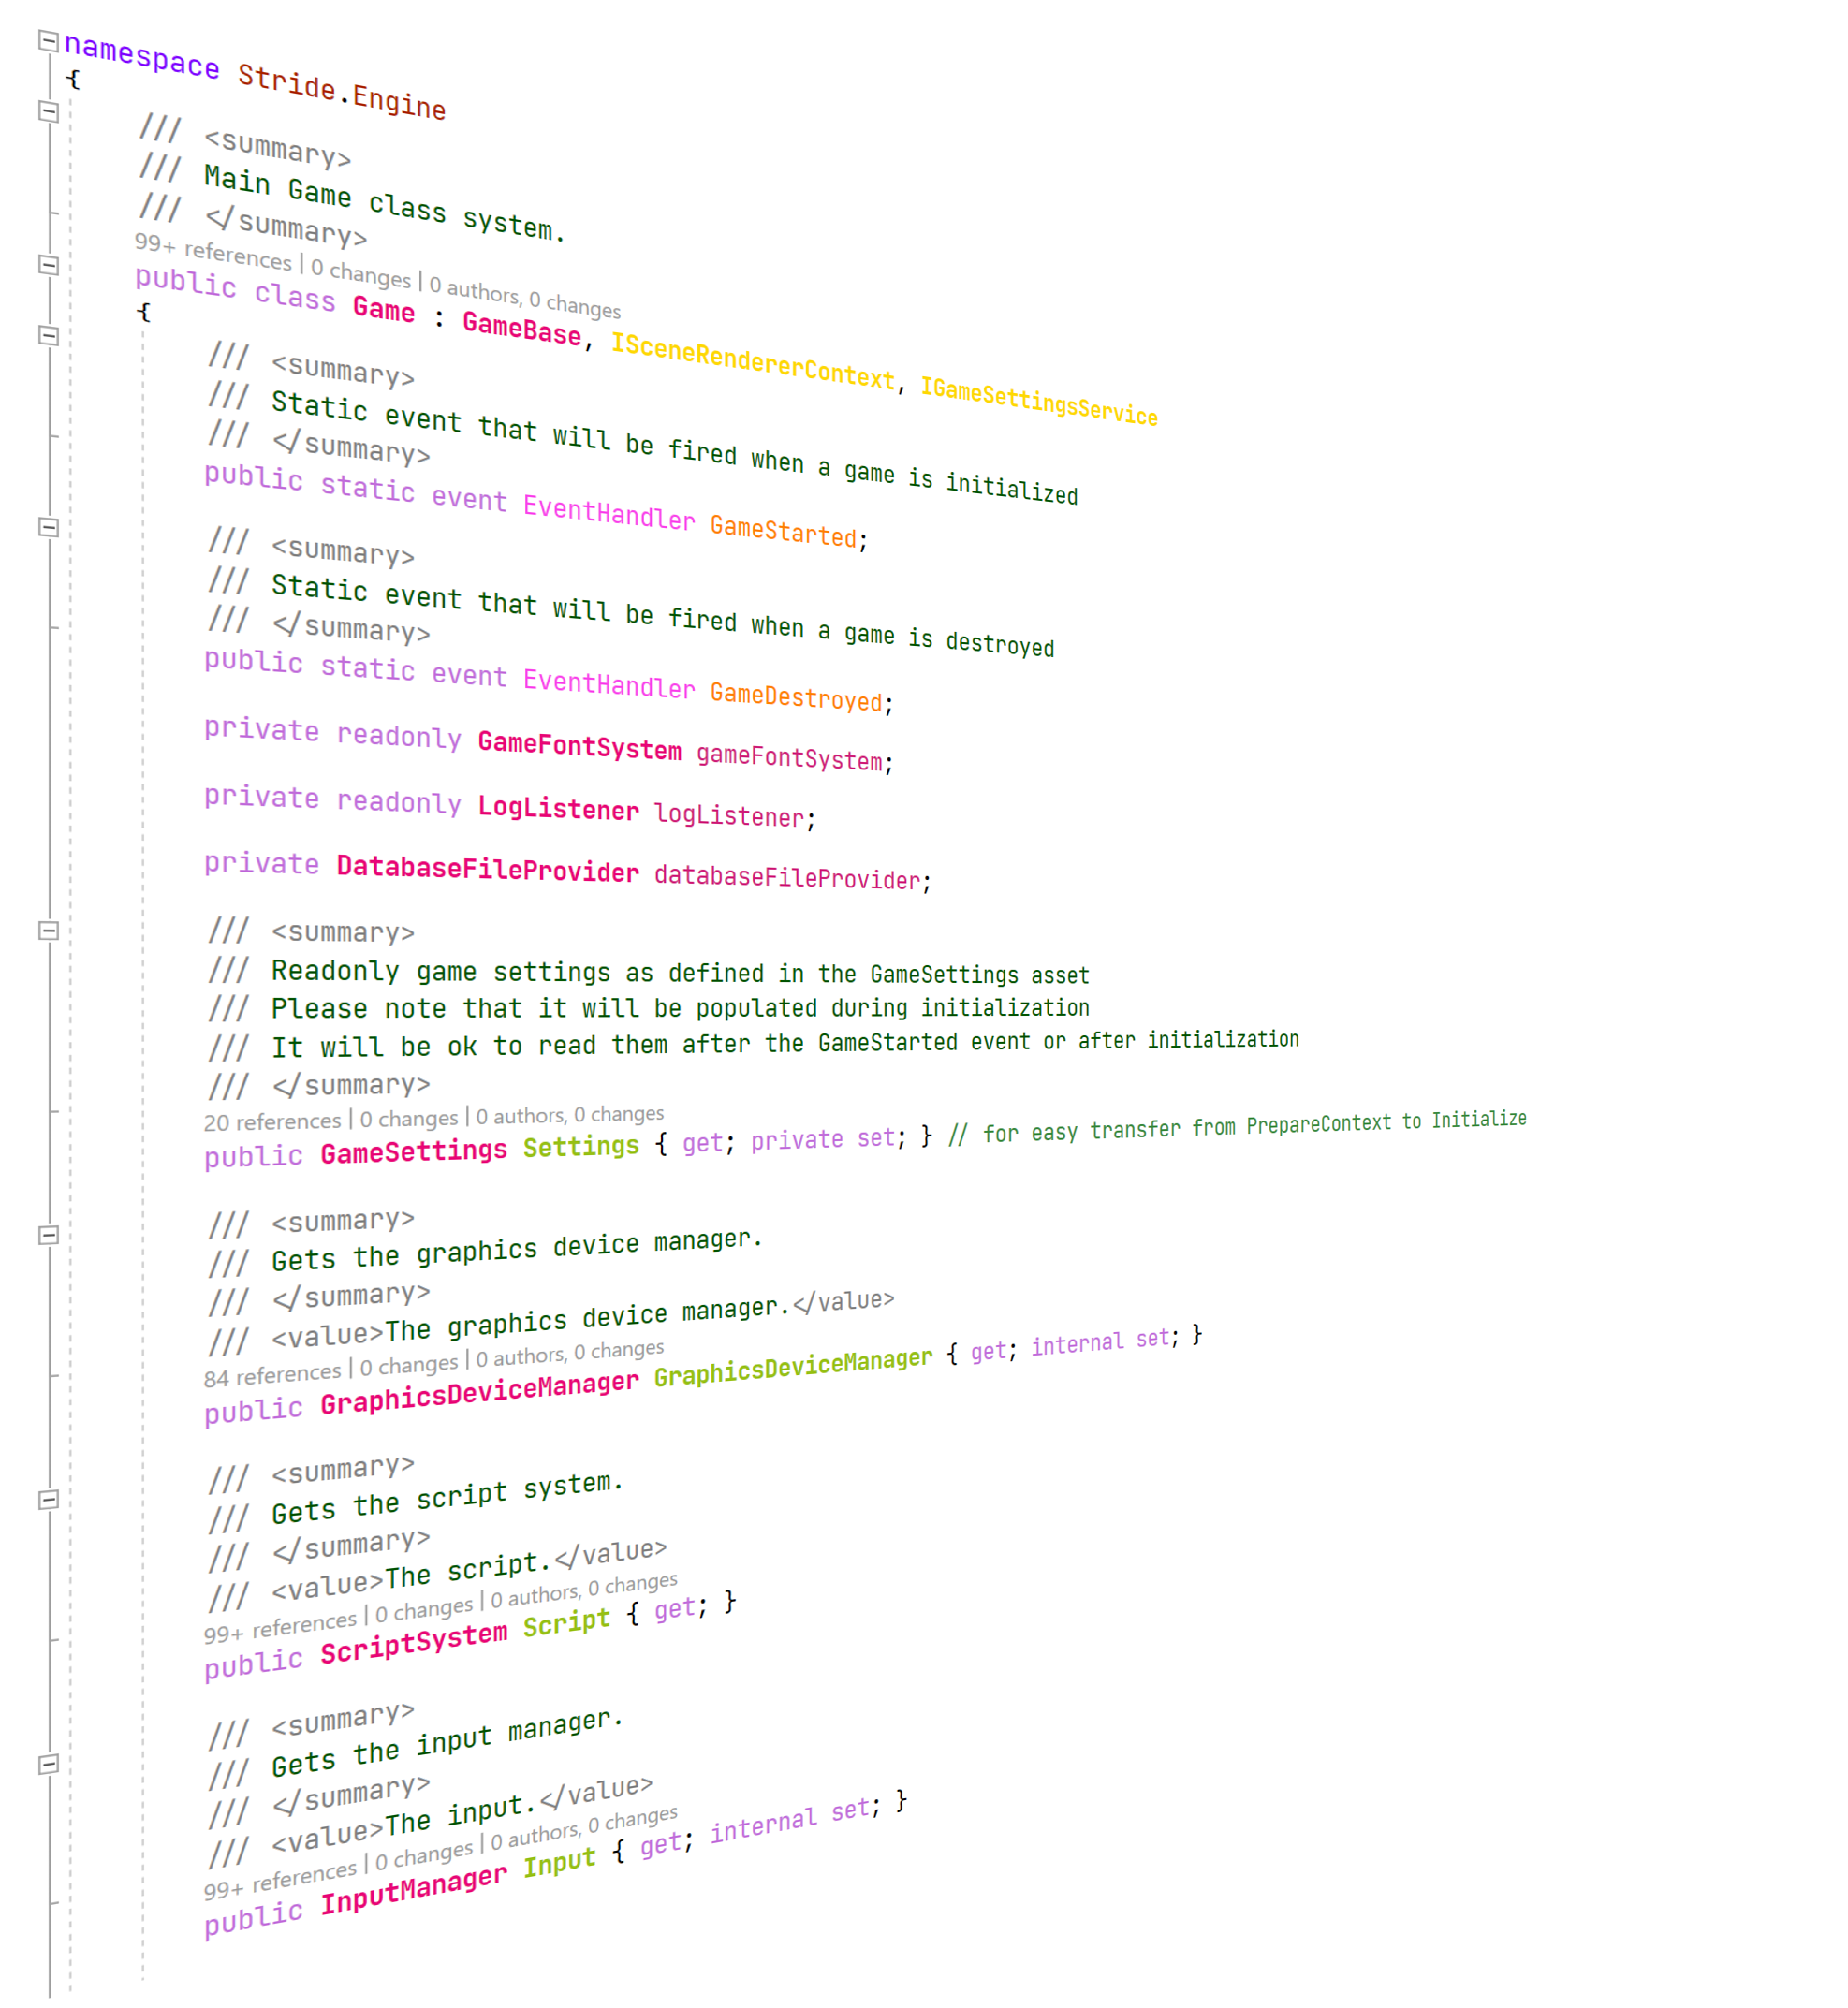 namespace Stride.Engine
{
/// <summary>
/// Main Game class system.
/// </summary>
99+ references | 0 changes | 0 authors, 0 changes
public class Game : GameBase, ISceneRendererContext, IGameSettingsService
{
/// <summary>
/// Static event that will be fired when a game is initialized
/// </summary>
public static event EventHandler GameStarted;
/// <summary>
/// Static event that will be fired when a game is destroyed
/// </summary>
public static event EventHandler GameDestroyed;
private readonly GameFontSystem gameFontSystem;
private readonly LogListener logListener;
private DatabaseFileProvider databaseFileProvider;
/// <summary>
/// Readonly game settings as defined in the GameSettings asset
/// Please note that it will be populated during initialization
/// It will be ok to read them after the GameStarted event or after initialization
/// </summary>
20 references | 0 changes | 0 authors, 0 changes
public GameSettings Settings { get; private set; } // for easy transfer from PrepareContext to Initialize
/// <summary>
/// Gets the graphics device manager.
/// </summary>
/// <value>The graphics device manager.</value>
84 references | 0 changes | 0 authors, 0 changes
public GraphicsDeviceManager GraphicsDeviceManager { get; internal set; }
/// <summary>
/// Gets the script system.
/// </summary>
/// <value>The script.</value>
99+ references | 0 changes | 0 authors, 0 changes
public ScriptSystem Script { get; }
/// <summary>
/// Gets the input manager.
/// </summary>
/// <value>The input.</value>
99+ references | 0 changes | 0 authors, 0 changes
public InputManager Input { get; internal set; }